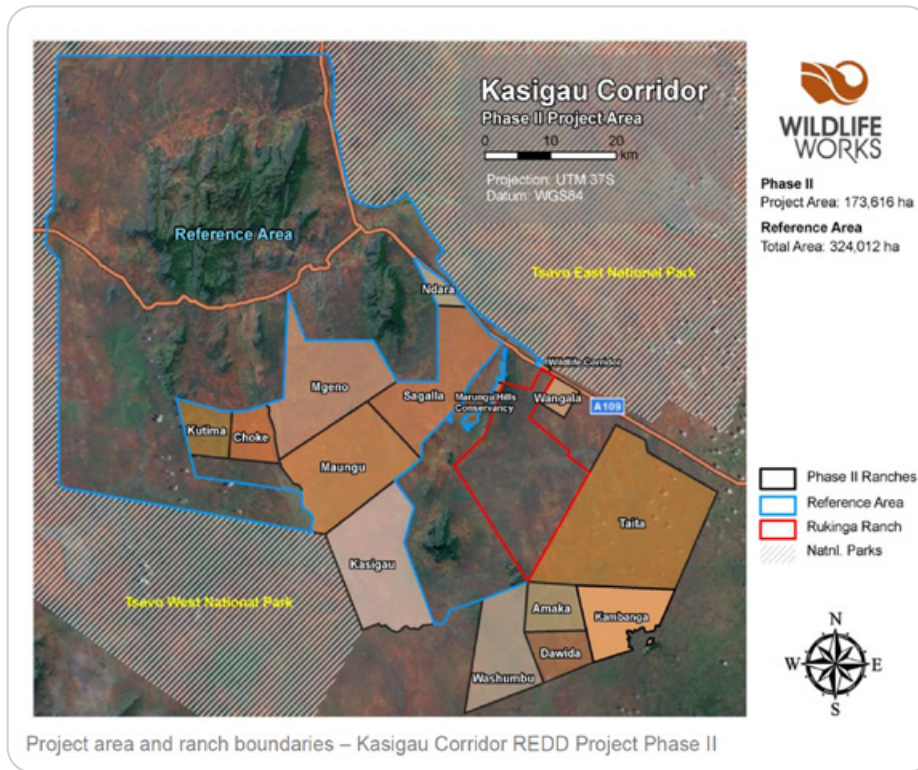 Kasigau Corridor
Phase II Project Area
0 10 20
km
Projection: UTM 37S
Datum: WGS84
WILDLIFE
WORKS
Phase II
Project Area: 173,616 ha
Reference Area
Total Area: 324,012 ha
Reference Area
Tsavo East National Park
Ndara
Wildlife Corridor
Mgeno
Sagalla
Marungu Hills
Conservancy
Wangala
A109
Kutima
Choke
Maungu
Taita
Kasigau
Tsavo West National Park
Amaka
Kambanga
Dawida
Washumbu
Phase II Ranches
Reference Area
Rukinga Ranch
Natnl. Parks
N
W E
S
Project area and ranch boundaries – Kasigau Corridor REDD Project Phase II